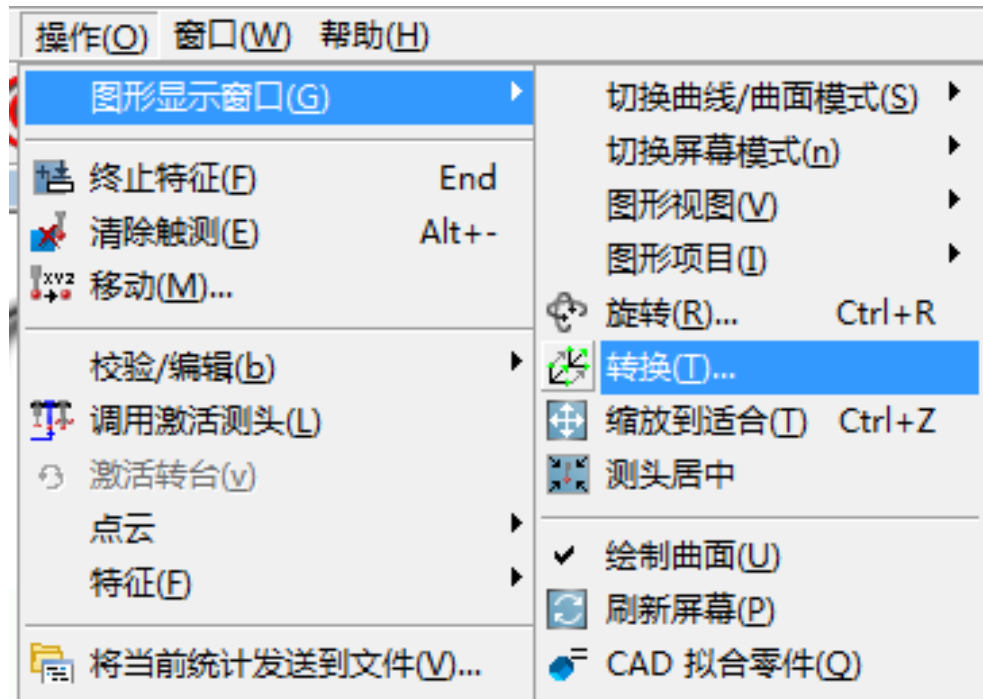 操作(O) 窗口(W) 帮助(H)
图形显示窗口(G)
终止特征(F) End
清除触测(E) Alt+-
XYZ
移动(M)...
校验/编辑(b)
调用激活测头(L)
激活转台(v)
点云
特征(F)
将当前统计发送到文件(V)...
切换曲线/曲面模式(S)
切换屏幕模式(n)
图形视图(V)
图形项目(I)
旋转(R)... Ctrl+R
转换(T)...
缩放到适合(T) Ctrl+Z
测头居中
绘制曲面(U)
刷新屏幕(P)
CAD 拟合零件(Q)